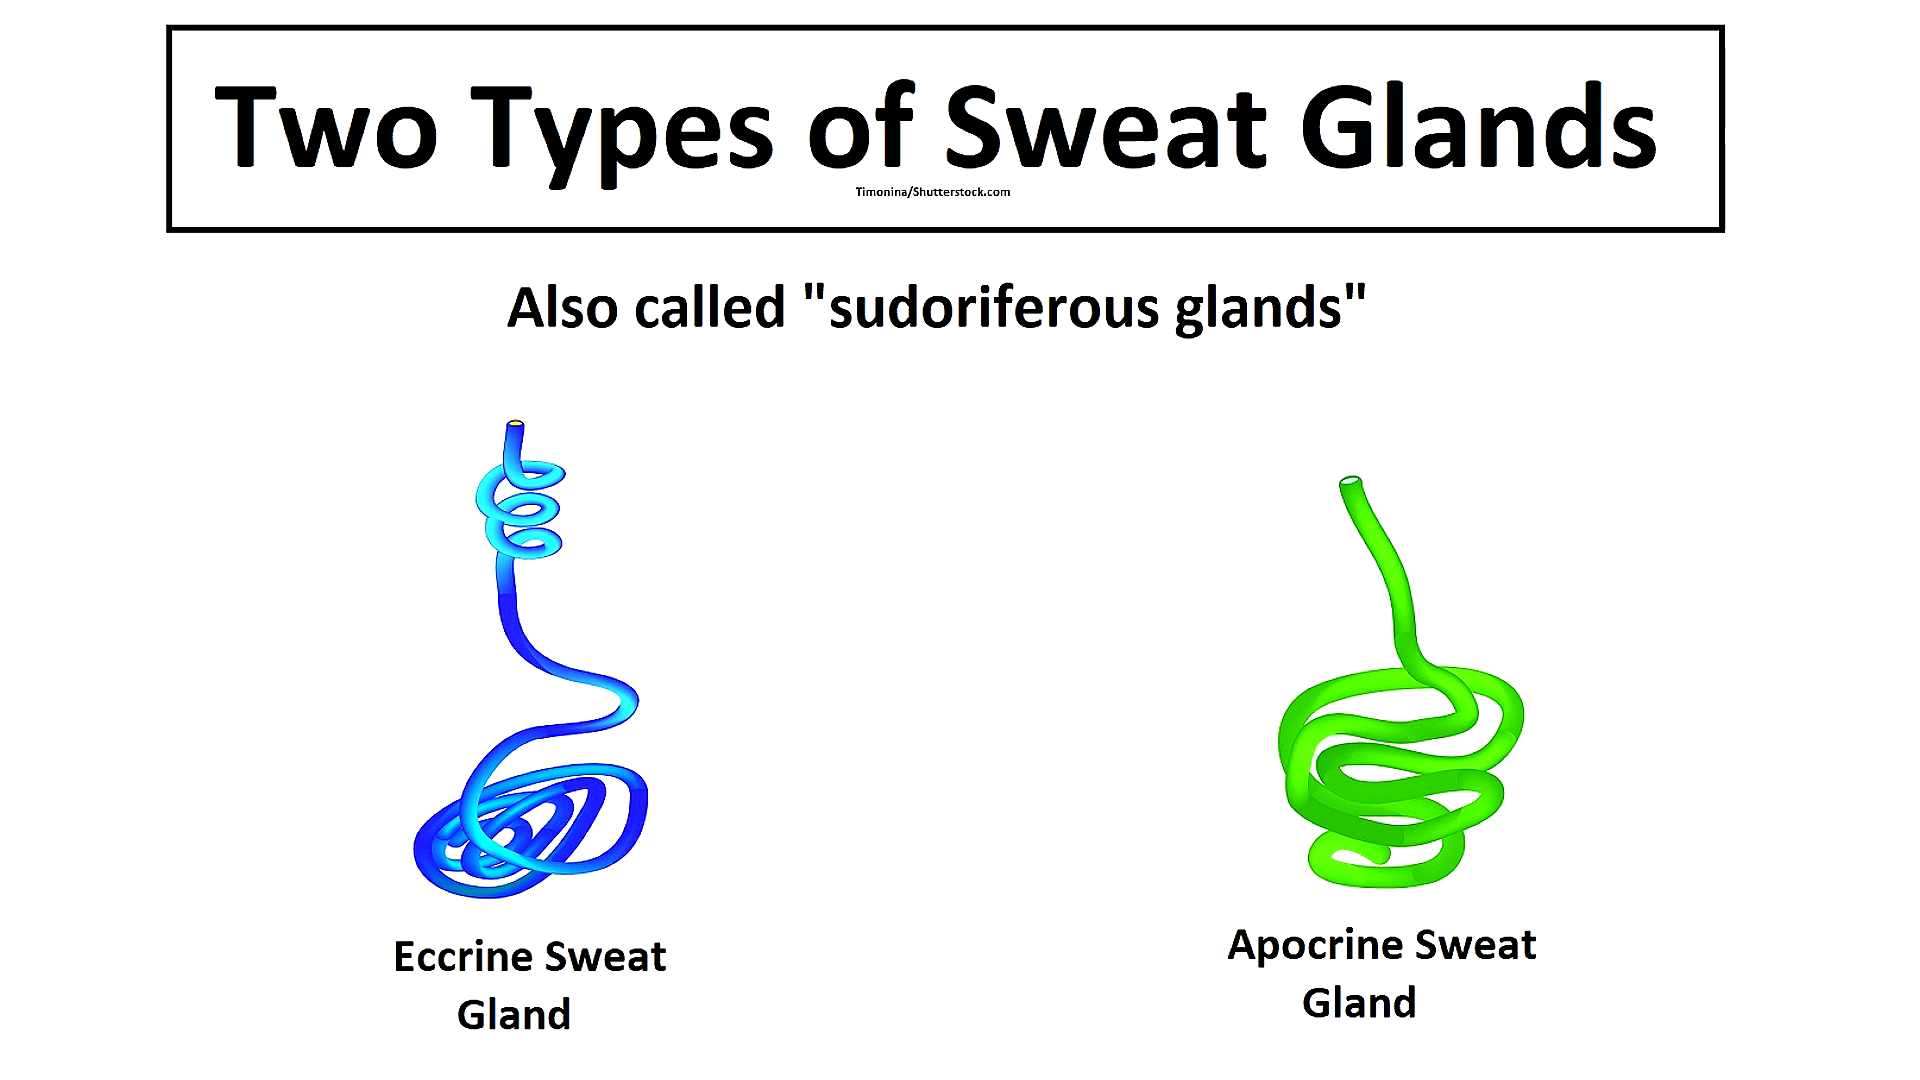 Two Types of Sweat Glands
Timonina/Shutterstock.com
Also called "sudoriferous glands"
Eccrine Sweat
Gland
Apocrine Sweat
Gland